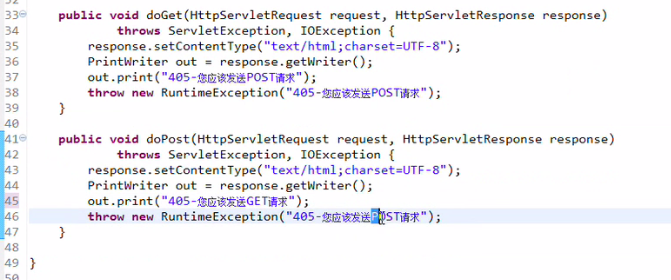 33 public void doGet(HttpServletRequest request, HttpServletResponse response)
34 throws ServletException, IOException {
35 response.setContentType("text/html;charset=UTF-8");
36 PrintWriter out = response.getWriter();
37 out.print("405-您应该发送POST请求");
38 throw new RuntimeException("405-您应该发送POST请求");
39 }
40
41 public void doPost(HttpServletRequest request, HttpServletResponse response)
42 throws ServletException, IOException {
43 response.setContentType("text/html;charset=UTF-8");
44 PrintWriter out = response.getWriter();
45 out.print("405-您应该发送GET请求");
46 throw new RuntimeException("405-您应该发送POST请求");
47 }
48
49 }
50